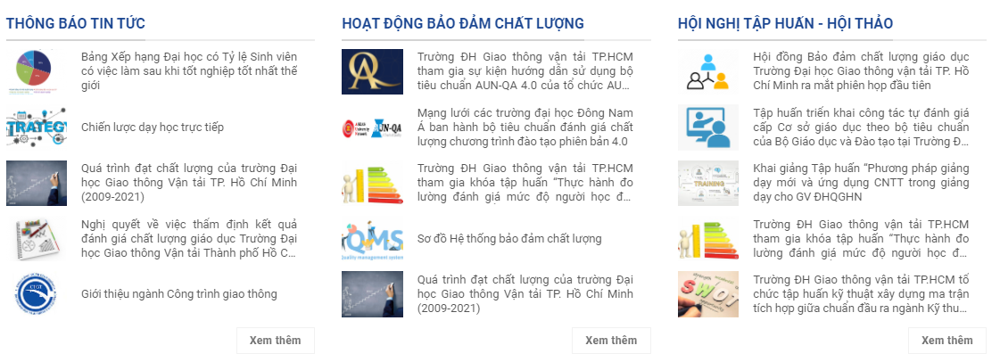 THÔNG BÁO TIN TỨC
Bảng Xếp hạng Đại học có Tỷ lệ Sinh viên
có việc làm sau khi tốt nghiệp tốt nhất thế
giới
TRATEGY
Chiến lược dạy học trực tiếp
Quá trình đạt chất lượng của trường Đại
học Giao thông Vận tải TP. Hồ Chí Minh
(2009-2021)
Nghị quyết về việc thẩm định kết quả
đánh giá chất lượng giáo dục Trường Đại
học Giao thông Vận tải Thành phố Hồ C...
Giới thiệu ngành Công trình giao thông
Xem thêm
HOẠT ĐỘNG BẢO ĐẢM CHẤT LƯỢNG
QA
Trường ĐH Giao thông vận tải TP.HCM
tham gia sự kiện hướng dẫn sử dụng bộ
tiêu chuẩn AUN-QA 4.0 của tổ chức AU...
ASEAN
University
Network
UN-QA
Mạng lưới các trường đại học Đông Nam
Á ban hành bộ tiêu chuẩn đánh giá chất
lượng chương trình đào tạo phiên bản 4.0
Trường ĐH Giao thông vận tải TP.HCM
tham gia khóa tập huấn “Thực hành đo
lường đánh giá mức độ người học đ...
QMS
Quality management system
Sơ đồ Hệ thống bảo đảm chất lượng
Quá trình đạt chất lượng của trường Đại
học Giao thông Vận tải TP. Hồ Chí Minh
(2009-2021)
Xem thêm
HỘI NGHỊ TẬP HUẤN - HỘI THẢO
Hội đồng Bảo đảm chất lượng giáo dục
Trường Đại học Giao thông vận tải TP. Hồ
Chí Minh ra mắt phiên họp đầu tiên
Tập huấn triển khai công tác tự đánh giá
cấp Cơ sở giáo dục theo bộ tiêu chuẩn
của Bộ Giáo dục và Đào tạo tại Trường Đ...
TRAINING
Khai giảng Tập huấn “Phương pháp giảng
dạy mới và ứng dụng CNTT trong giảng
dạy cho GV ĐHQGHN
Trường ĐH Giao thông vận tải TP.HCM
tham gia khóa tập huấn “Thực hành đo
lường đánh giá mức độ người học đ...
SWOT
Trường ĐH Giao thông vận tải TP.HCM tổ
chức tập huấn kỹ thuật xây dựng ma trận
tích hợp giữa chuẩn đầu ra ngành Kỹ thu...
Xem thêm